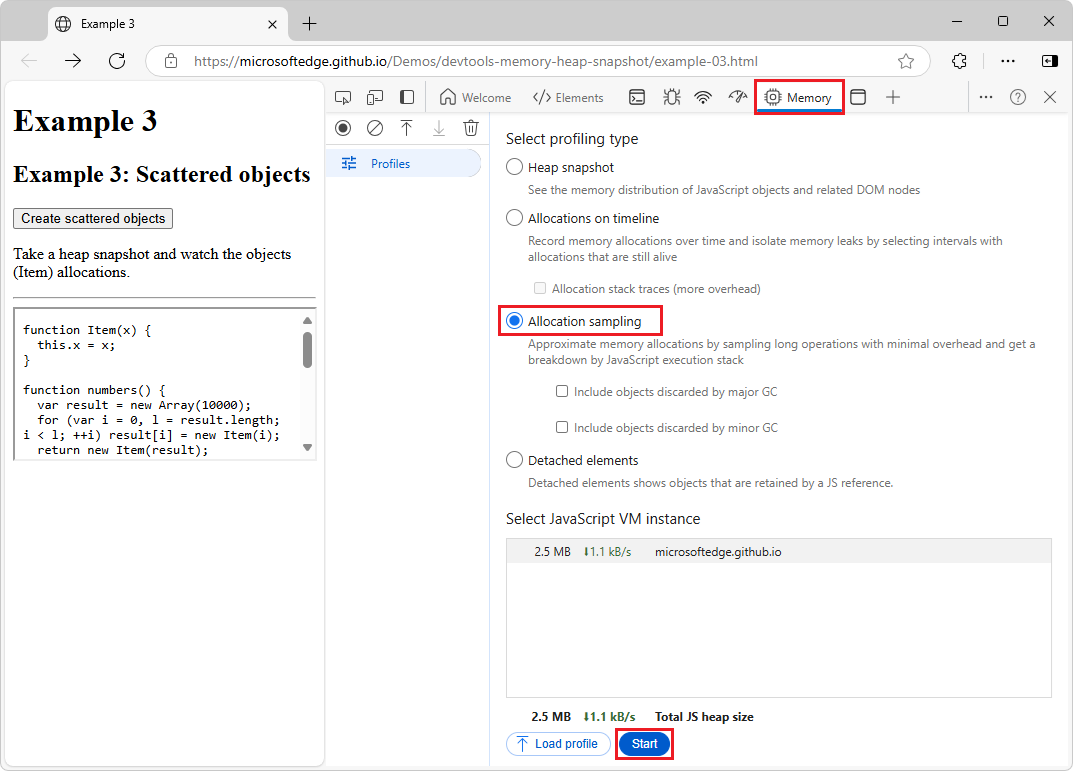 Example 3
https://microsoftedge.github.io/Demos/devtools-memory-heap-snapshot/example-03.html
Example 3
Example 3: Scattered objects
Create scattered objects
Take a heap snapshot and watch the objects
(Item) allocations.
function Item(x) {
  this.x = x;
}
function numbers() {
  var result = new Array(10000);
  for (var i = 0, l = result.length;
i < l; ++i) result[i] = new Item(i);
  return new Item(result);
Welcome
Elements
Memory
Profiles
Select profiling type
Heap snapshot
See the memory distribution of JavaScript objects and related DOM nodes
Allocations on timeline
Record memory allocations over time and isolate memory leaks by selecting intervals with
allocations that are still alive
Allocation stack traces (more overhead)
Allocation sampling
Approximate memory allocations by sampling long operations with minimal overhead and get a
breakdown by JavaScript execution stack
Include objects discarded by major GC
Include objects discarded by minor GC
Detached elements
Detached elements shows objects that are retained by a JS reference.
Select JavaScript VM instance
2.5 MB ⬇1.1 kB/s microsoftedge.github.io
2.5 MB ⬇1.1 kB/s Total JS heap size
Load profile
Start